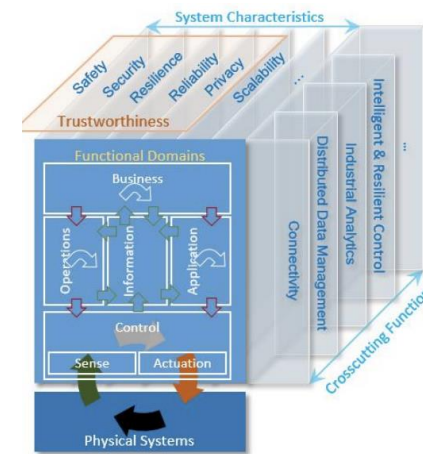 System Characteristics
Safety
Security
Resilience
Reliability
Privacy
Scalability
...
Trustworthiness
Functional Domains
Business
Operations
Information
Application
Control
Sense
Actuation
Physical Systems
Connectivity
Distributed Data Management
Industrial Analytics
Intelligent & Resilient Control
...
Crosscutting Function